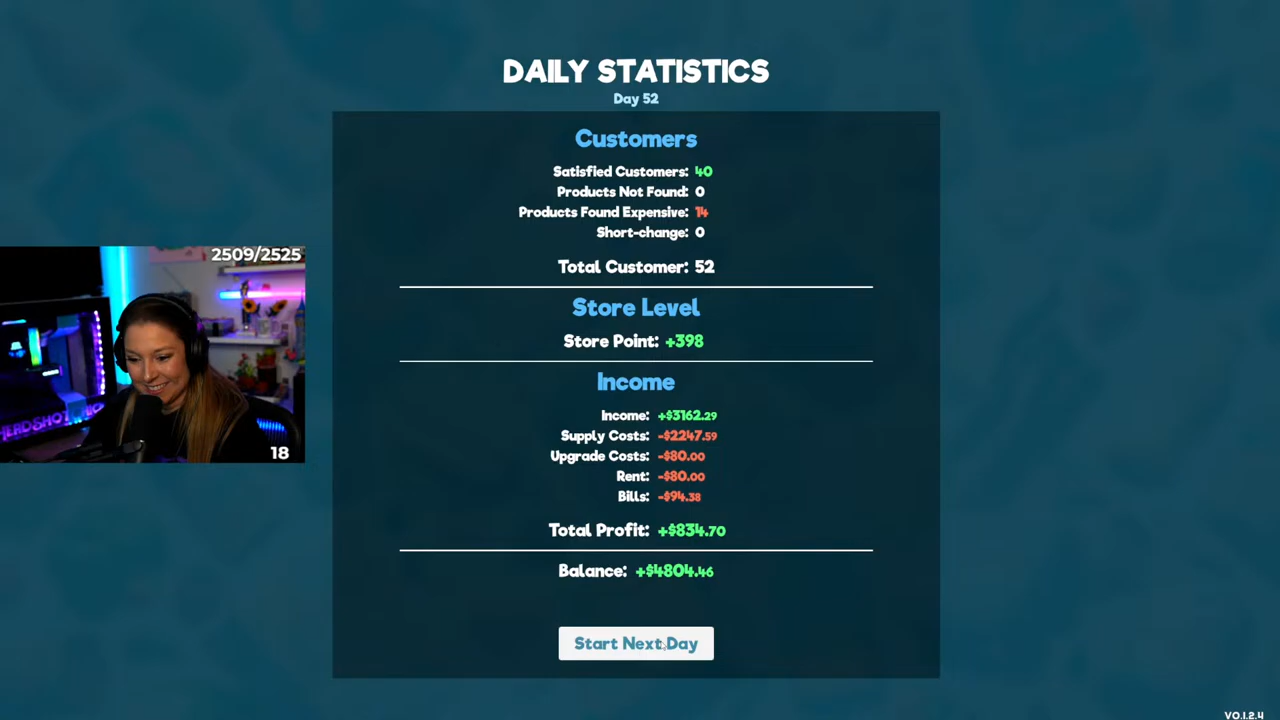 DAILY STATISTICS
Day 52
Customers
Satisfied Customers: 40
Products Not Found: 0
Products Found Expensive: 14
Short-change: 0
Total Customer: 52
Store Level
Store Point: +398
Income
Income: +$3162.29
Supply Costs: -$2247.59
Upgrade Costs: -$80.00
Rent: -$80.00
Bills: -$94.38
Total Profit: +$834.70
Balance: +$4804.46
Start Next Day
2509/2525
18
V0.1.2.4